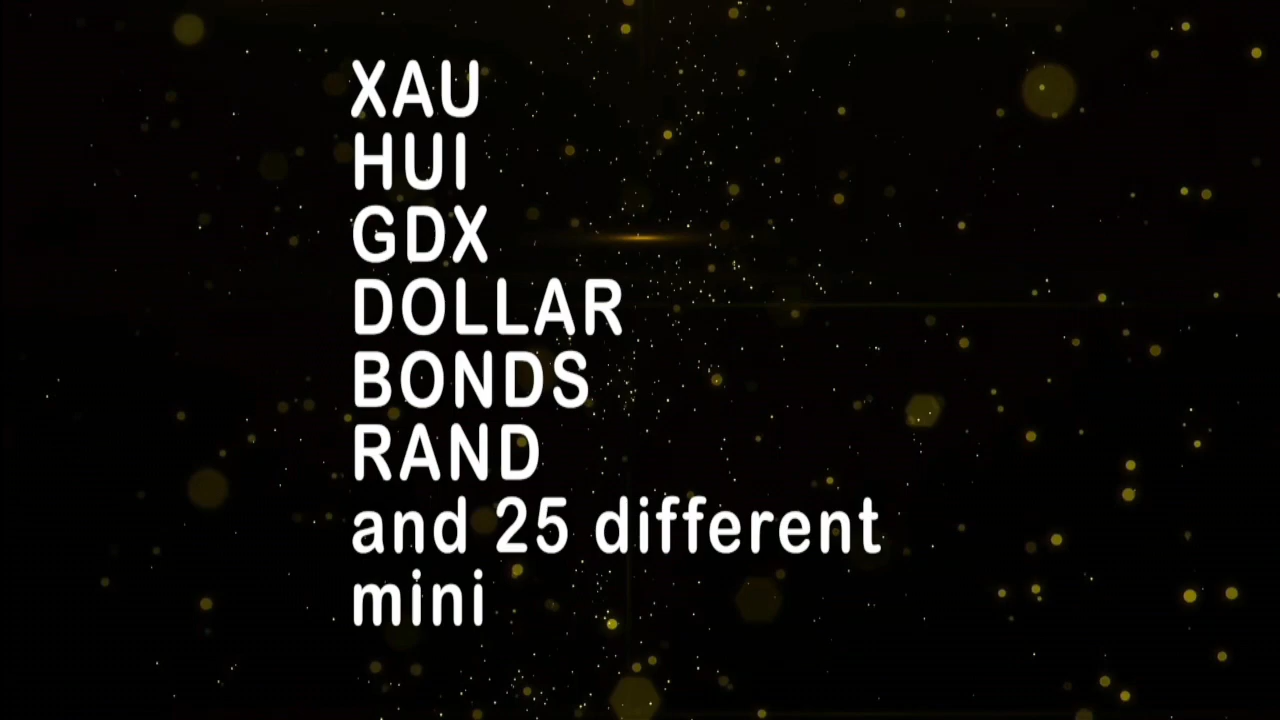 XAU
HUI
GDX
DOLLAR
BONDS
RAND
and 25 different
mini